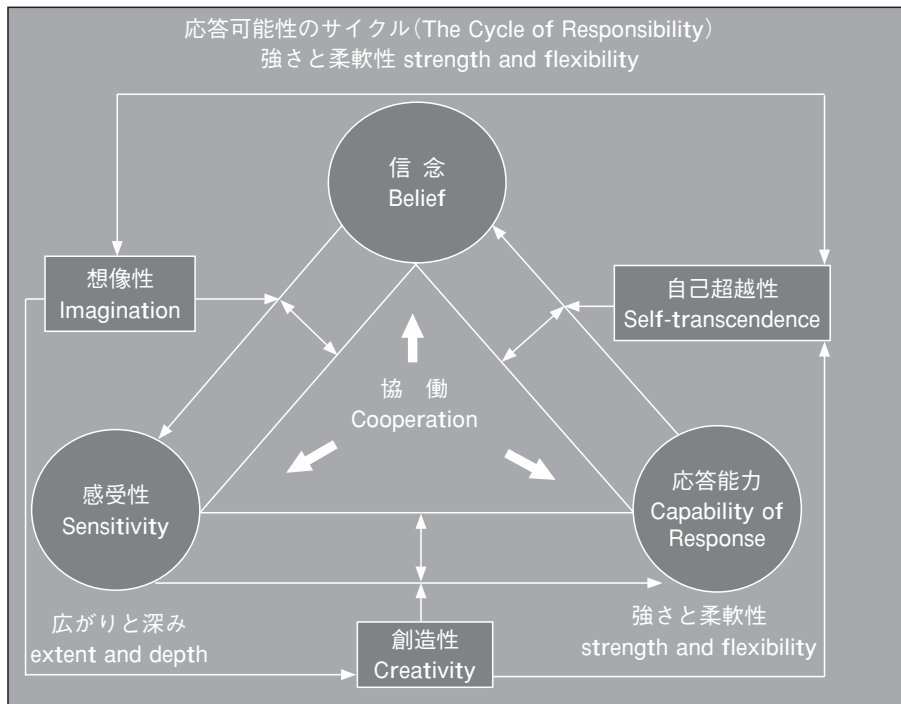 応答可能性のサイクル(The Cycle of Responsibility)
強さと柔軟性 strength and flexibility
信 念
Belief
想像性
Imagination
自己超越性
Self-transcendence
協 働
Cooperation
感受性
Sensitivity
応答能力
Capability of
Response
広がりと深み
extent and depth
創造性
Creativity
強さと柔軟性
strength and flexibility